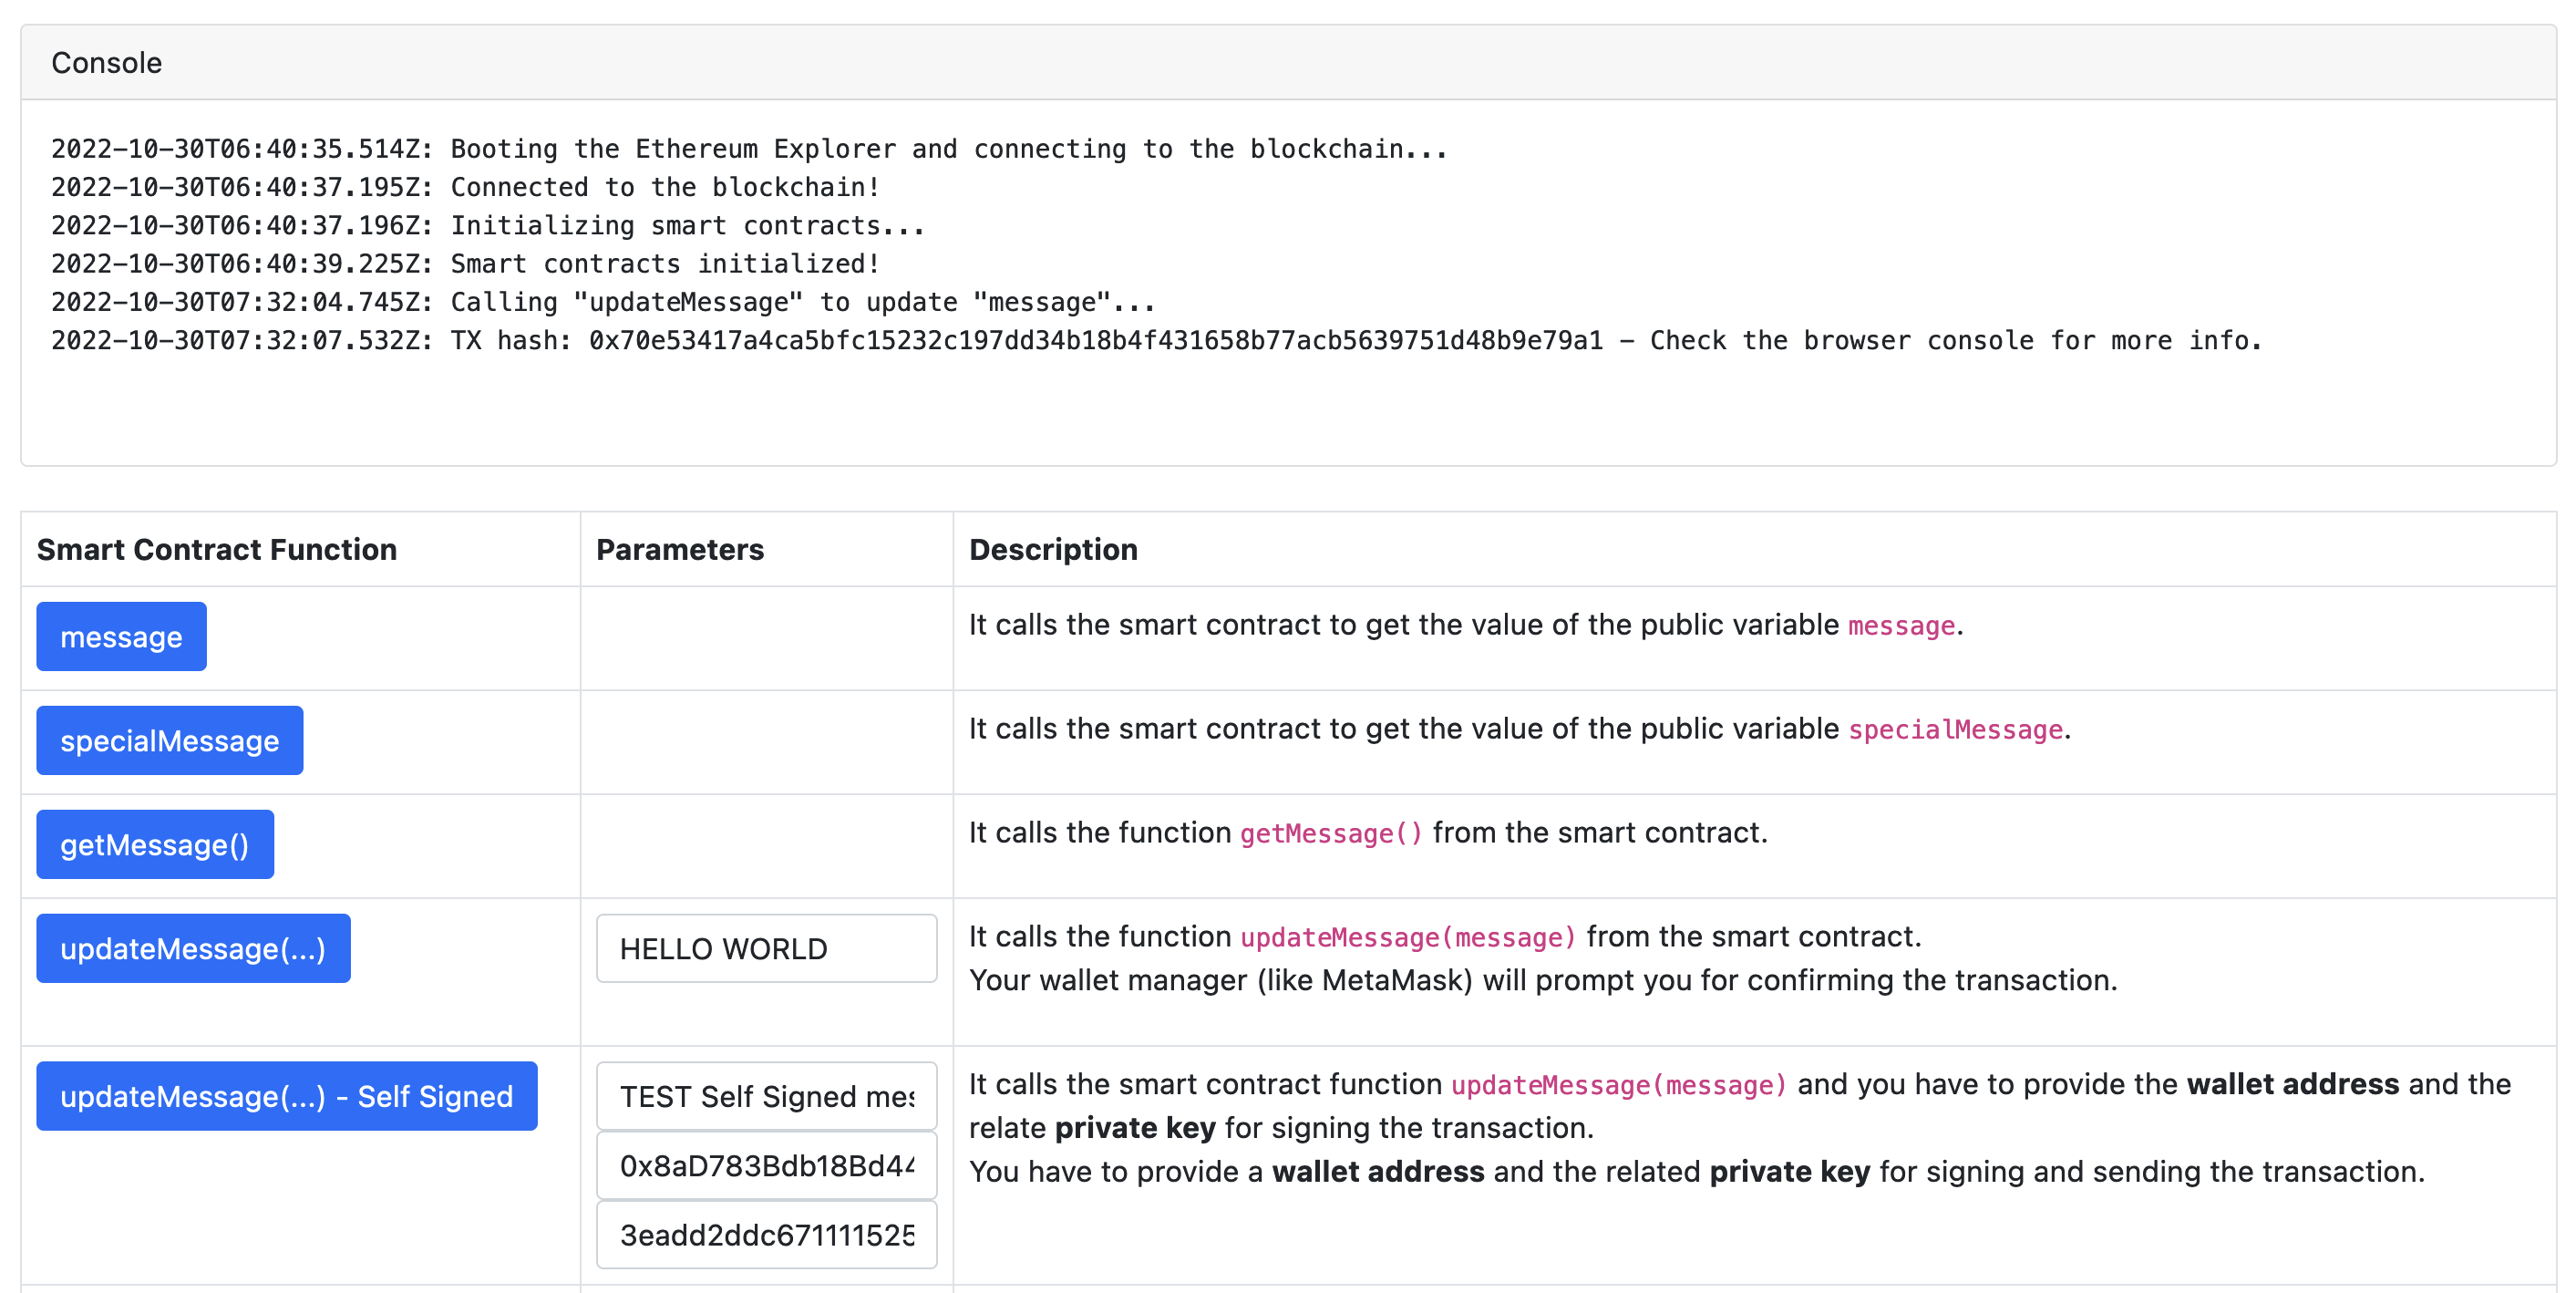 Console
2022-10-30T06:40:35.514Z: Booting the Ethereum Explorer and connecting to the blockchain...
2022-10-30T06:40:37.195Z: Connected to the blockchain!
2022-10-30T06:40:37.196Z: Initializing smart contracts...
2022-10-30T06:40:39.225Z: Smart contracts initialized!
2022-10-30T07:32:04.745Z: Calling "updateMessage" to update "message"...
2022-10-30T07:32:07.532Z: TX hash: 0x70e53417a4ca5bfc15232c197dd34b18b4f431658b77acb5639751d48b9e79a1 - Check the browser console for more info.
Smart Contract Function Parameters Description
message It calls the smart contract to get the value of the public variable message.
specialMessage It calls the smart contract to get the value of the public variable specialMessage.
getMessage() It calls the function getMessage() from the smart contract.
updateMessage(...) HELLO WORLD It calls the function updateMessage(message) from the smart contract.
Your wallet manager (like MetaMask) will prompt you for confirming the transaction.
updateMessage(...) - Self Signed TEST Self Signed mes It calls the smart contract function updateMessage(message) and you have to provide the wallet address and the
relate private key for signing the transaction.
0x8aD783Bdb18Bd44 You have to provide a wallet address and the related private key for signing and sending the transaction.
3eadd2ddc671111525